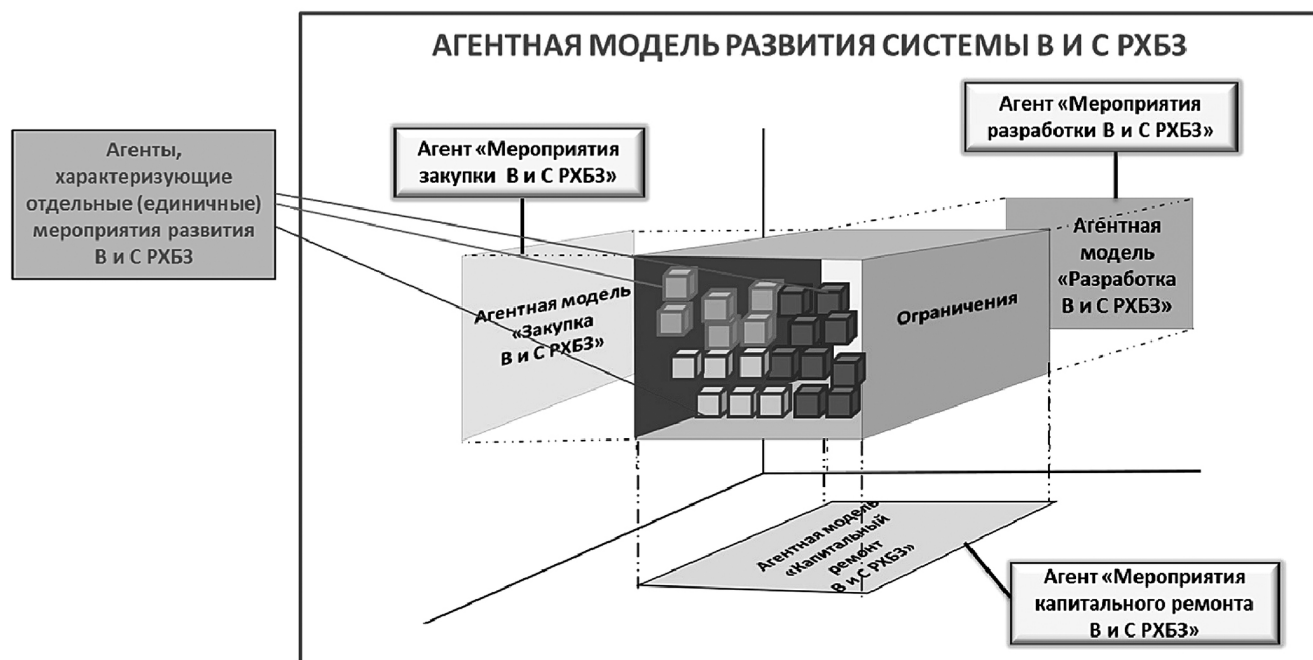 АГЕНТНАЯ МОДЕЛЬ РАЗВИТИЯ СИСТЕМЫ В И С РХБЗ
Агенты,
характеризующие
отдельные (единичные)
мероприятия развития
В и С РХБЗ
Агент «Мероприятия
закупки В и С РХБЗ»
Агент «Мероприятия
разработки В и С РХБЗ»
Агентная модель
«Закупка
В и С РХБЗ»
Ограничения
Агентная
модель
«Разработка
В и С РХБЗ»
Агентная модель
«Капитальный
ремонт
В и С РХБЗ»
Агент «Мероприятия
капитального ремонта
В и С РХБЗ»